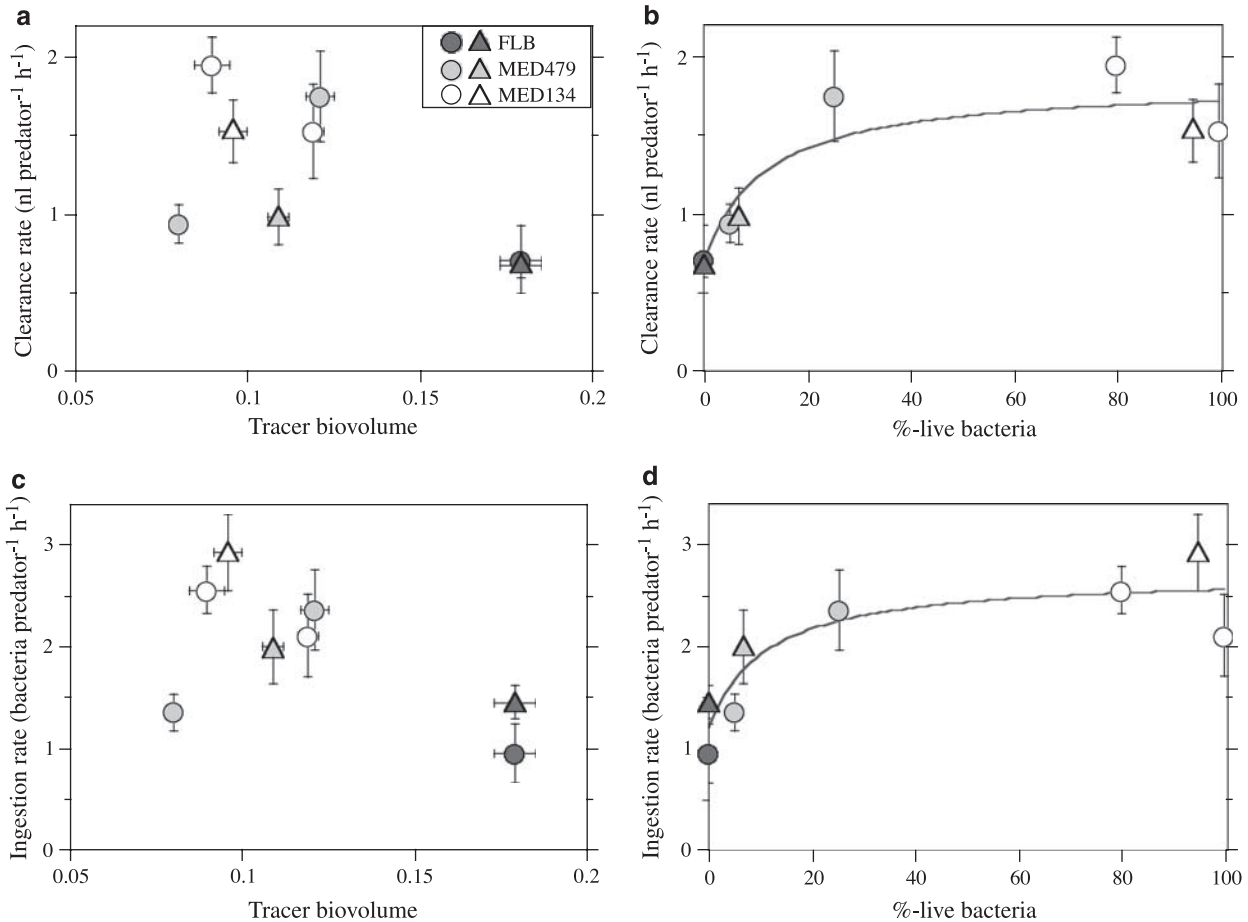 a
Clearance rate (nl predator⁻¹ h⁻¹)
2
1
0
0.05
0.1
0.15
0.2
Tracer biovolume
FLB
MED479
MED134
b
Clearance rate (nl predator⁻¹ h⁻¹)
2
1
0
0
20
40
60
80
100
%-live bacteria
c
Ingestion rate (bacteria predator⁻¹ h⁻¹)
3
2
1
0
0.05
0.1
0.15
0.2
Tracer biovolume
d
Ingestion rate (bacteria predator⁻¹ h⁻¹)
3
2
1
0
0
20
40
60
80
100
%-live bacteria